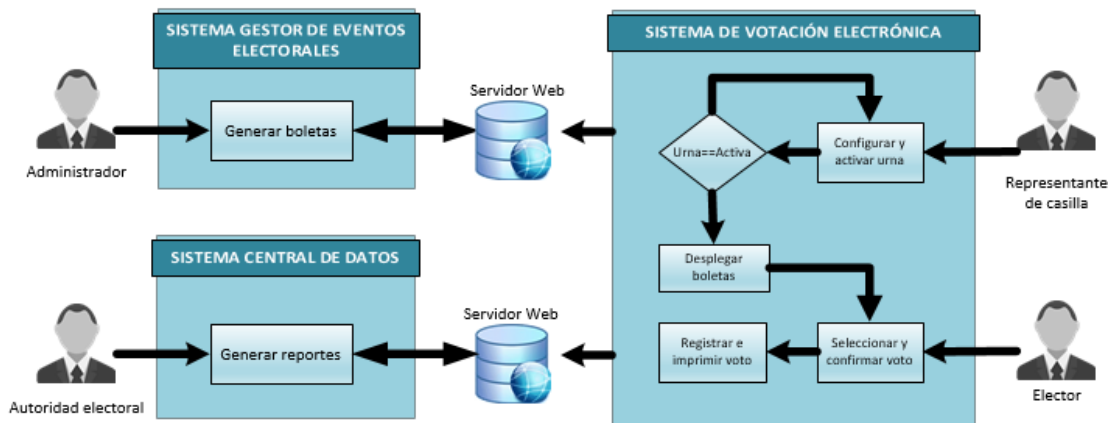 SISTEMA GESTOR DE EVENTOS
ELECTORALES
Generar boletas
Administrador
Servidor Web
SISTEMA DE VOTACIÓN ELECTRÓNICA
Urna==Activa
Configurar y
activar urna
Representante
de casilla
SISTEMA CENTRAL DE DATOS
Generar reportes
Autoridad electoral
Servidor Web
Desplegar
boletas
Registrar e
imprimir voto
Seleccionar y
confirmar voto
Elector